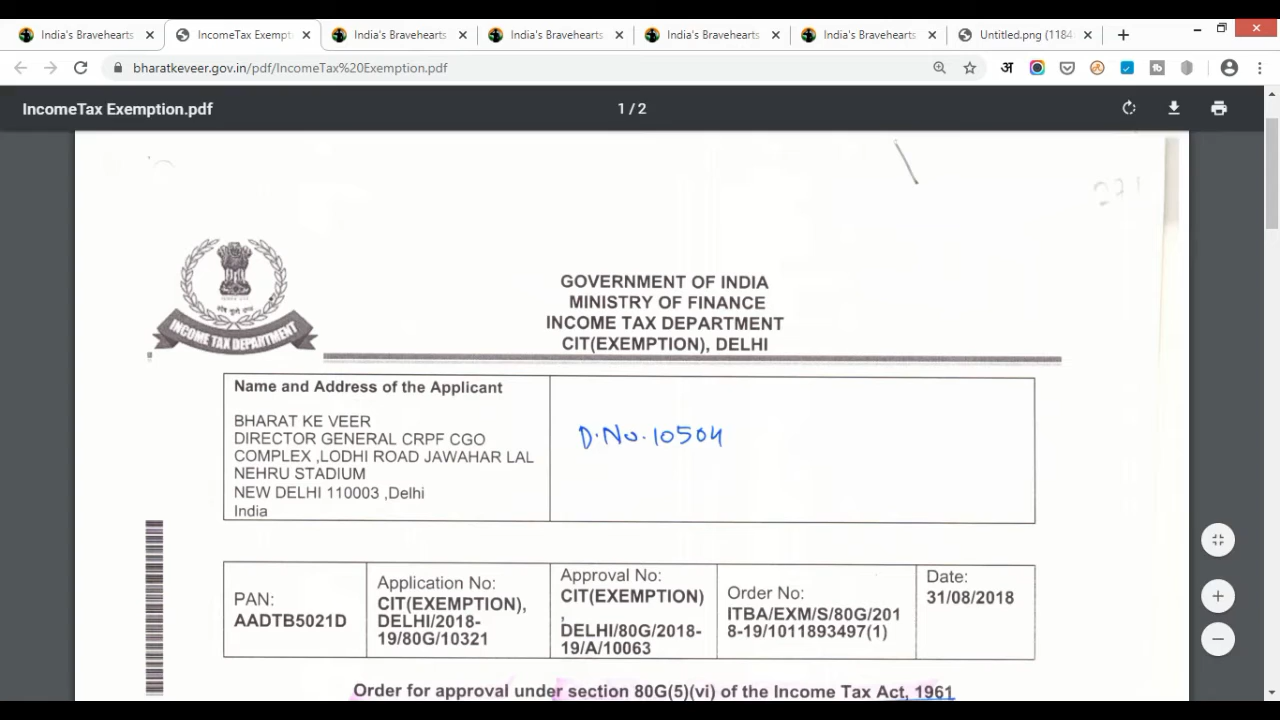 India's Bravehearts
IncomeTax Exempt
India's Bravehearts
India's Bravehearts
India's Bravehearts
India's Bravehearts
Untitled.png (1184
bharatkeveer.gov.in/pdf/IncomeTax%20Exemption.pdf
अ
IncomeTax Exemption.pdf
1 / 2
INCOME TAX DEPARTMENT
GOVERNMENT OF INDIA
MINISTRY OF FINANCE
INCOME TAX DEPARTMENT
CIT(EXEMPTION), DELHI
Name and Address of the Applicant
BHARAT KE VEER
DIRECTOR GENERAL CRPF CGO
COMPLEX ,LODHI ROAD JAWAHAR LAL
NEHRU STADIUM
NEW DELHI 110003 ,Delhi
India
D.No.10504
PAN:
AADTB5021D
Application No:
CIT(EXEMPTION),
DELHI/2018-
19/80G/10321
Approval No:
CIT(EXEMPTION)
,
DELHI/80G/2018-
19/A/10063
Order No:
ITBA/EXM/S/80G/201
8-19/1011893497(1)
Date:
31/08/2018
Order for approval under section 80G(5)(vi) of the Income Tax Act, 1961